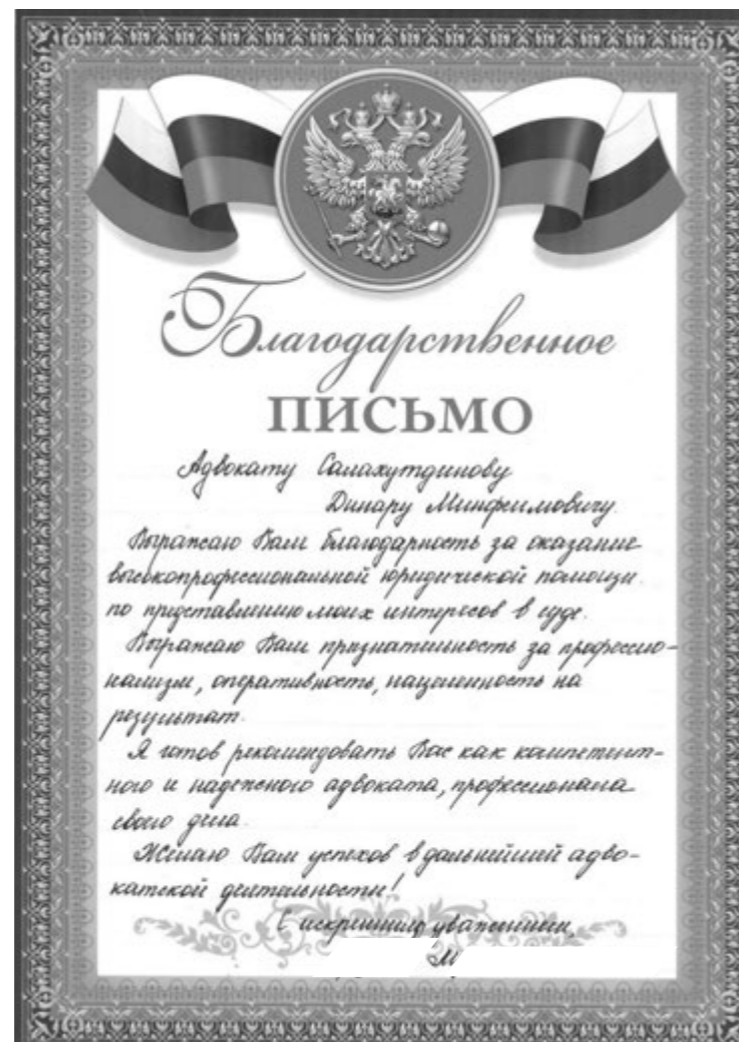 Благодарственное
ПИСЬМО
Адвокату Салахутдинову
Динару Минфеимовичу.
Выражаю Вам благодарность за оказание
высокопрофессиональной юридической помощи
по представлению моих интересов в суде.
Выражаю Вам признательность за профессио-
нализм, оперативность, нацеленность на
результат.
Я готов рекомендовать Вас как компетент-
ного и надежного адвоката, профессионала
своего дела.
Желаю Вам успехов в дальнейшей адво-
катской деятельности!
С искренним уважением,
М